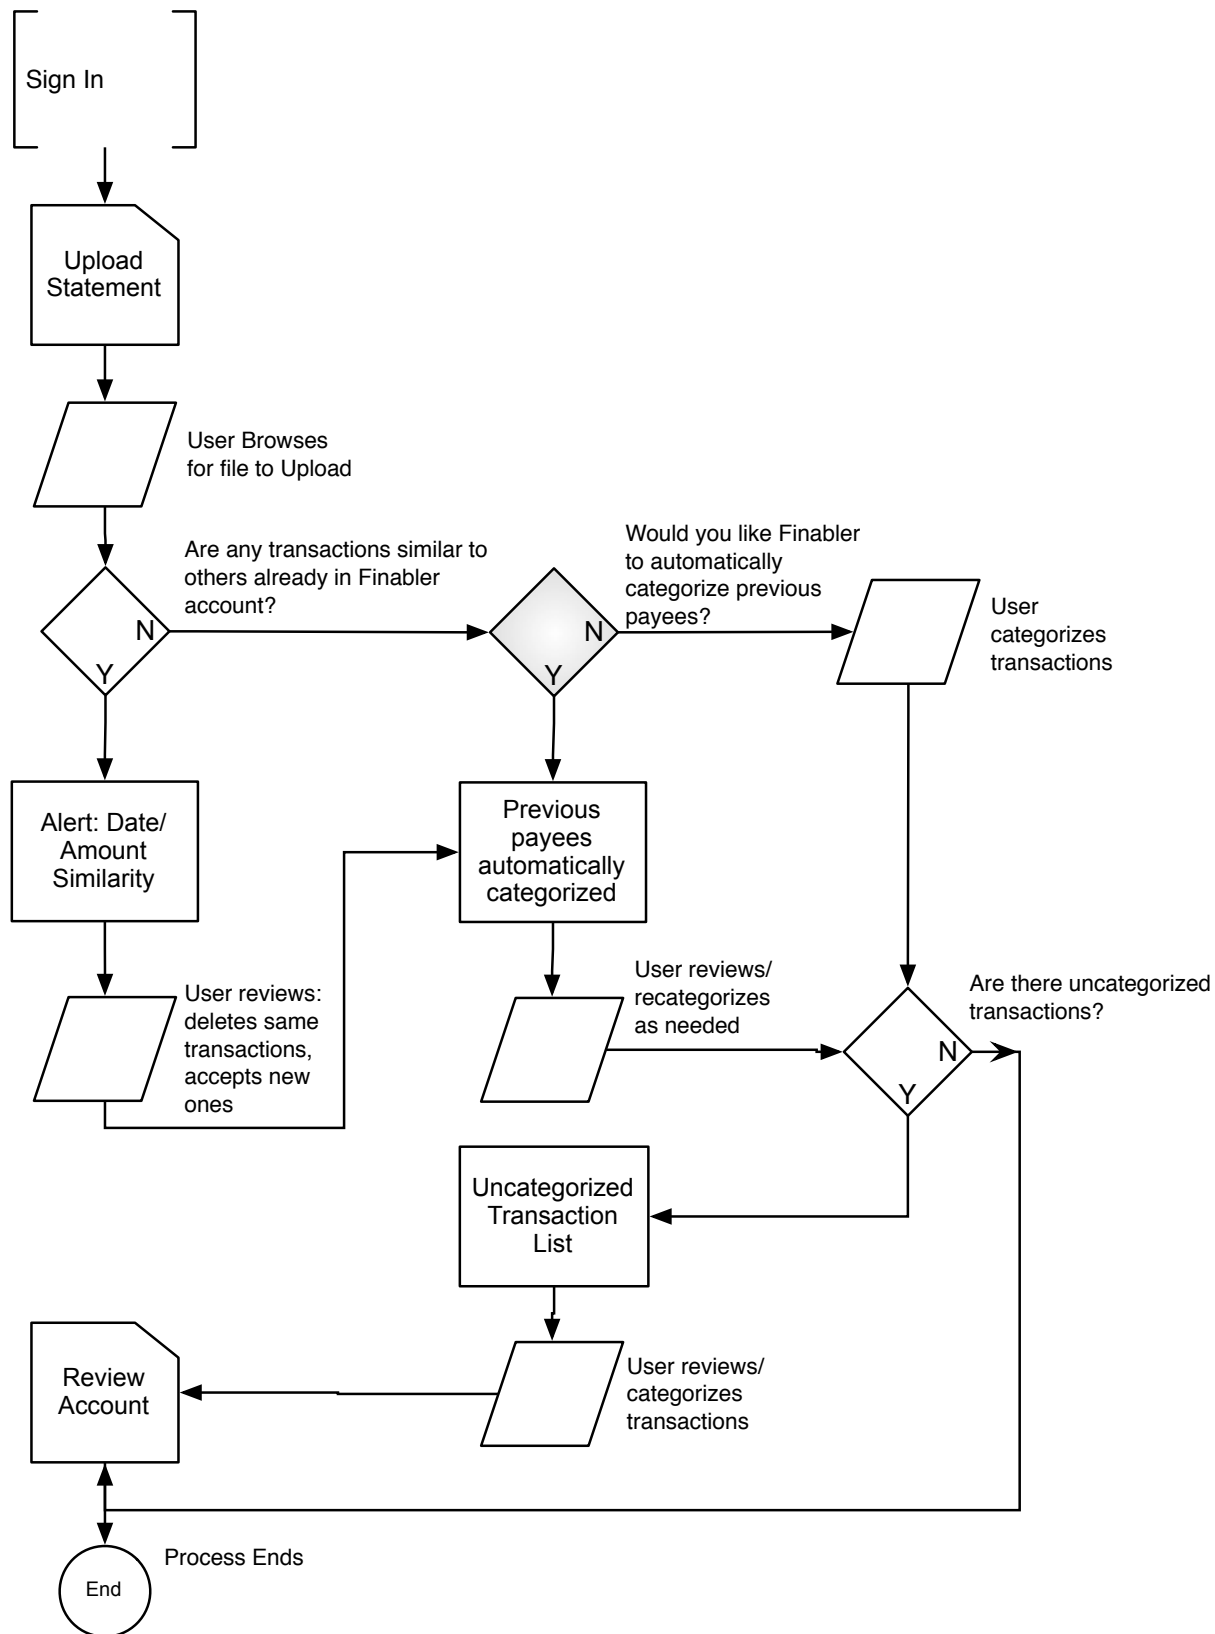 Sign In
Upload
Statement
User Browses
for file to Upload
Are any transactions similar to
others already in Finabler
account?
N
Y
Would you like Finabler
to automatically
categorize previous
payees?
N
Y
User
categorizes
transactions
Alert: Date/
Amount
Similarity
Previous
payees
automatically
categorized
User reviews:
deletes same
transactions,
accepts new
ones
User reviews/
recategorizes
as needed
Are there uncategorized
transactions?
N
Y
Uncategorized
Transaction
List
User reviews/
categorizes
transactions
Review
Account
Process Ends
End